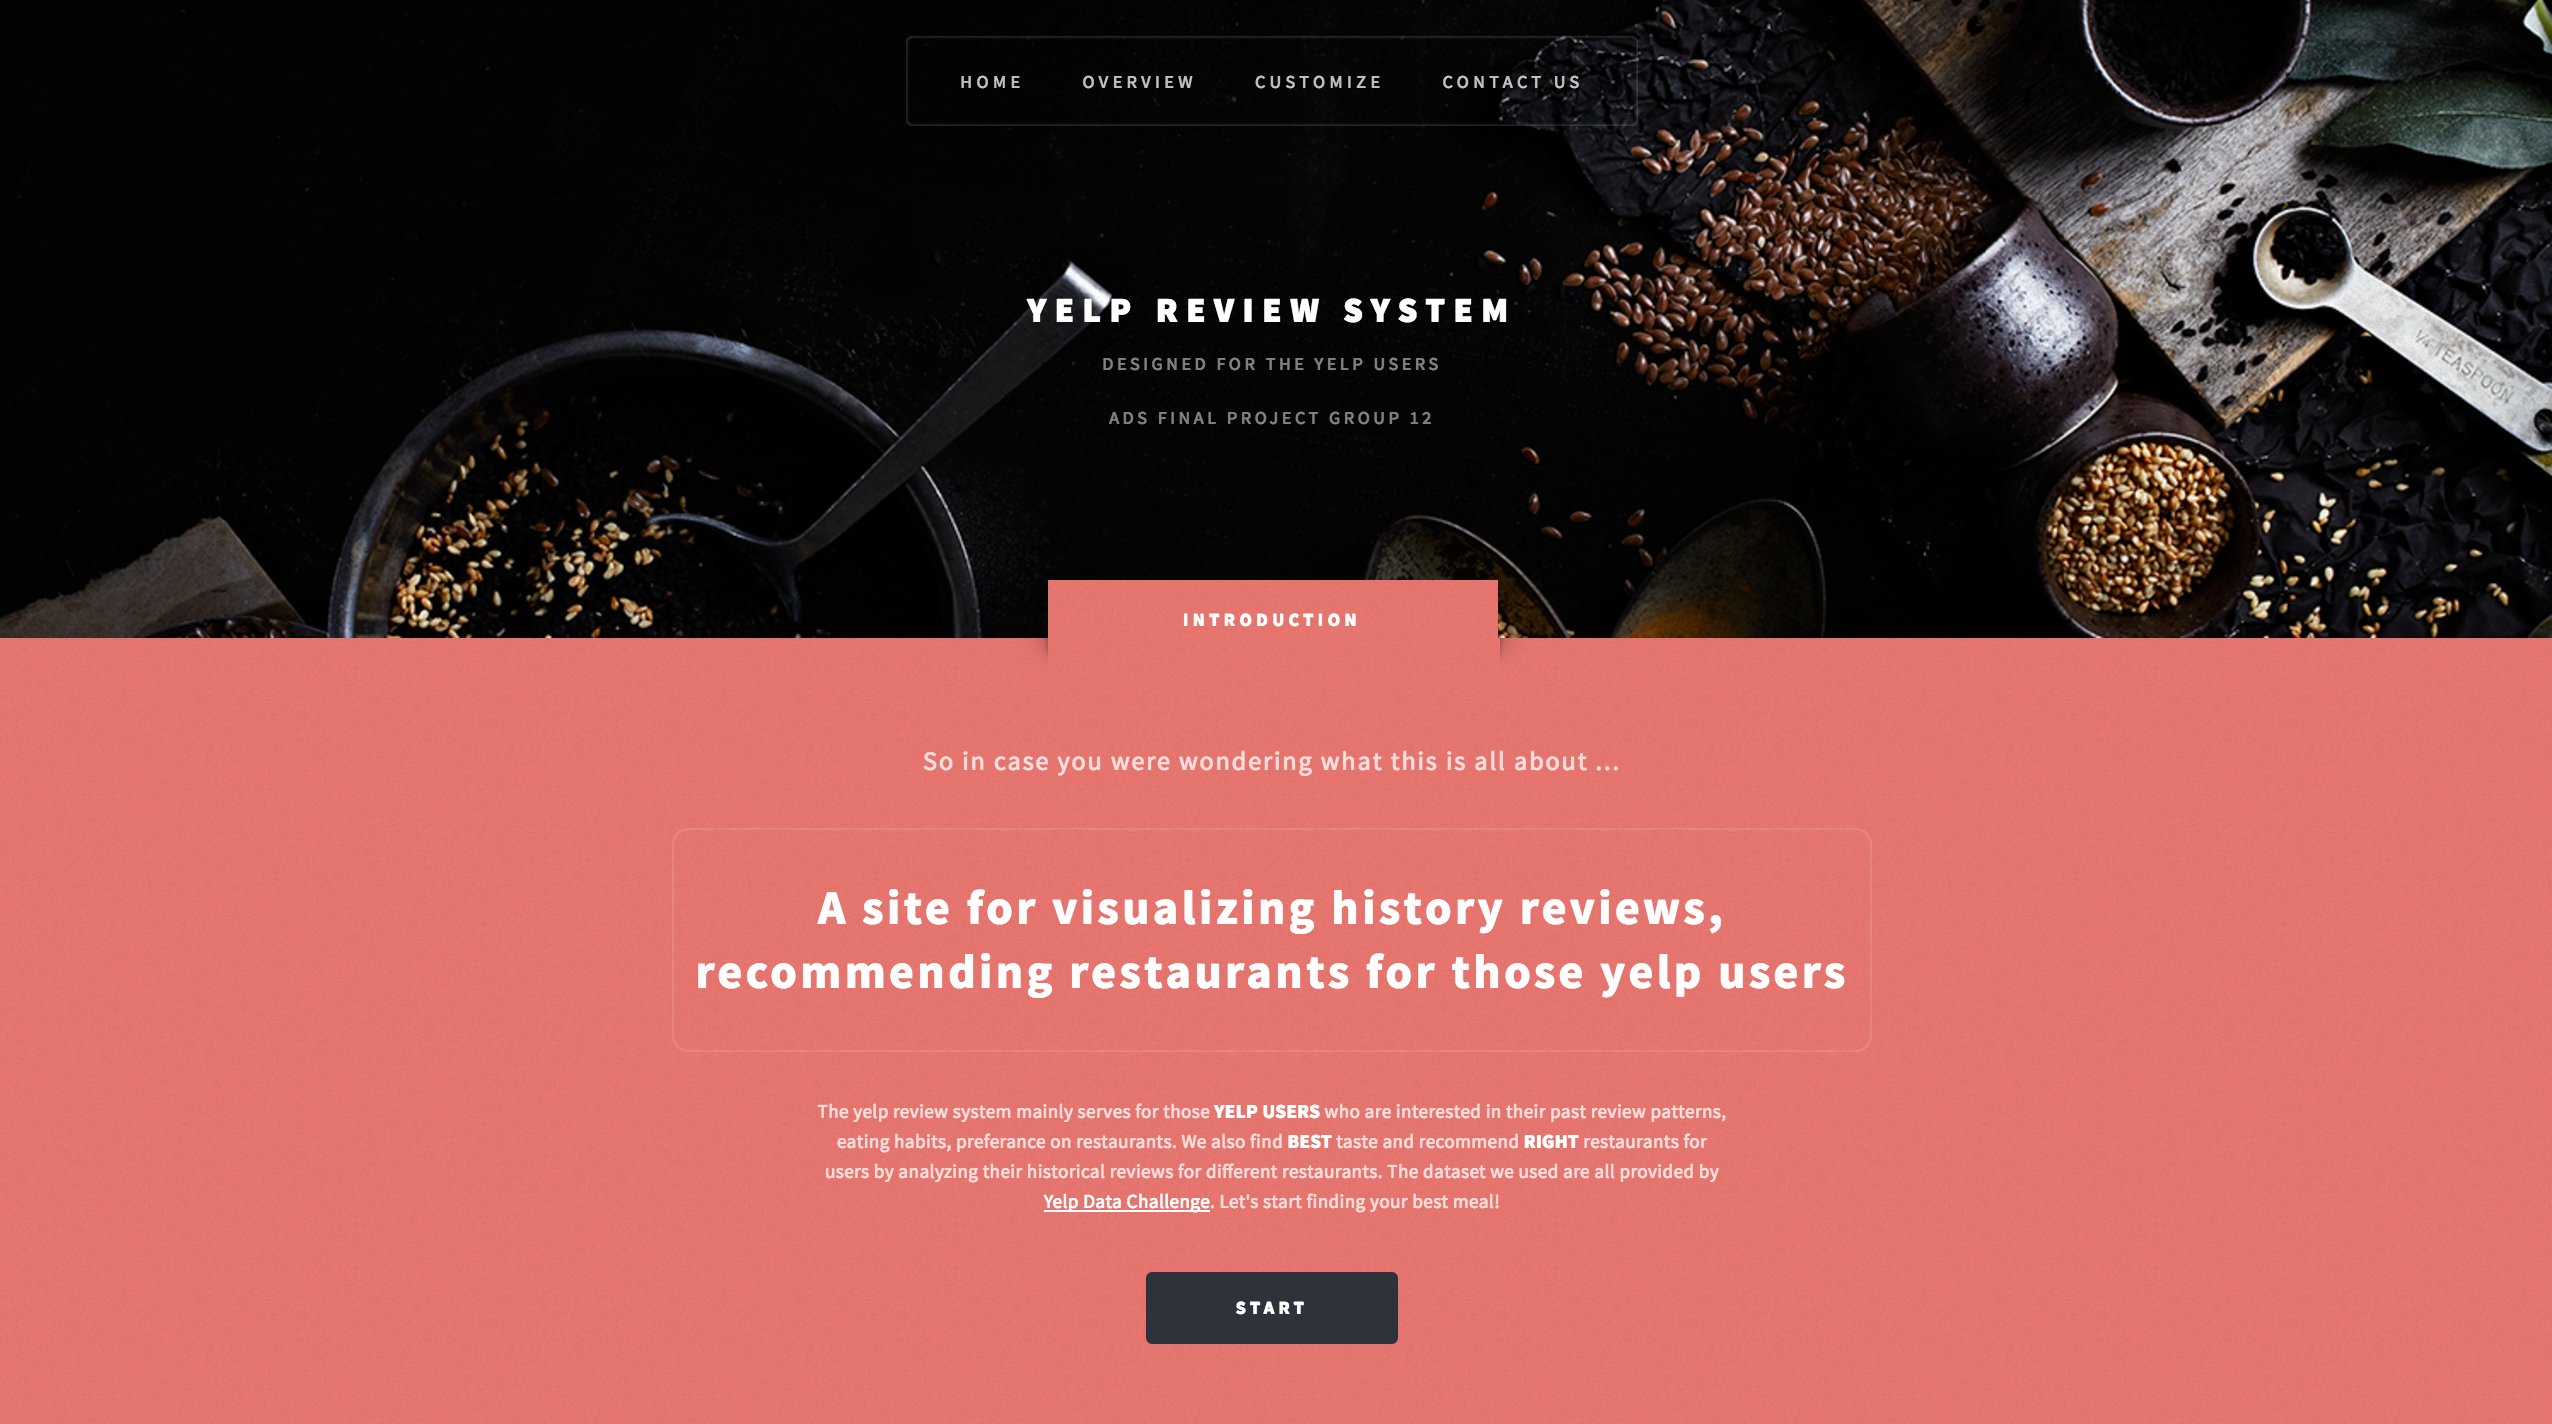 HOME OVERVIEW CUSTOMIZE CONTACT US
YELP REVIEW SYSTEM
DESIGNED FOR THE YELP USERS
ADS FINAL PROJECT GROUP 12
1/4 TEASPOON
INTRODUCTION
So in case you were wondering what this is all about ...
A site for visualizing history reviews,
recommending restaurants for those yelp users
The yelp review system mainly serves for those YELP USERS who are interested in their past review patterns,
eating habits, preferance on restaurants. We also find BEST taste and recommend RIGHT restaurants for
users by analyzing their historical reviews for different restaurants. The dataset we used are all provided by
Yelp Data Challenge. Let's start finding your best meal!
START